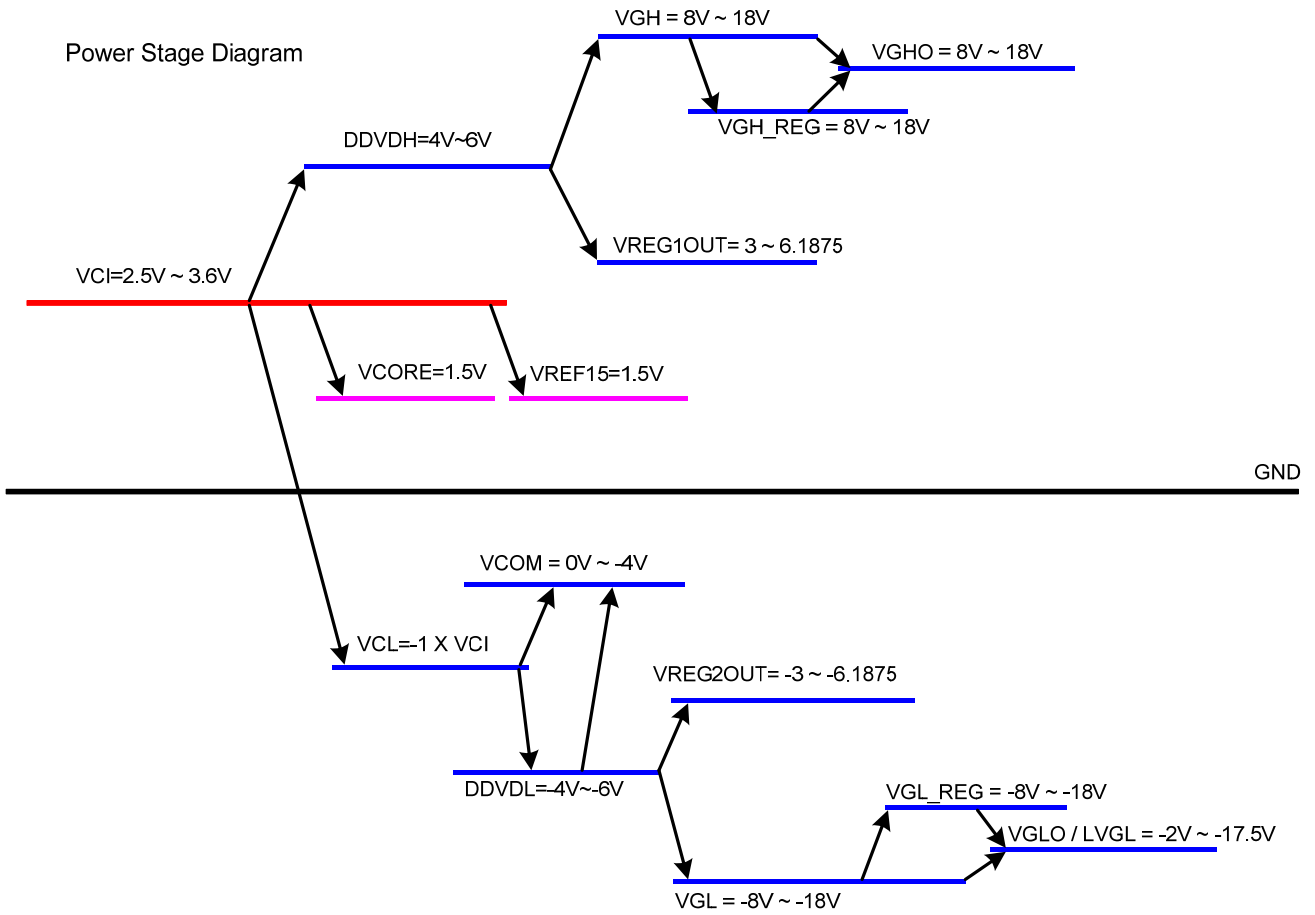 Power Stage Diagram
VGH = 8V ~ 18V
VGHO = 8V ~ 18V
VGH_REG = 8V ~ 18V
DDVDH=4V~6V
VREG1OUT= 3 ~ 6.1875
VCI=2.5V ~ 3.6V
VCORE=1.5V
VREF15=1.5V
GND
VCOM = 0V ~ -4V
VCL=-1 X VCI
VREG2OUT= -3 ~ -6.1875
DDVDL=-4V~-6V
VGL_REG = -8V ~ -18V
VGLO / LVGL = -2V ~ -17.5V
VGL = -8V ~ -18V